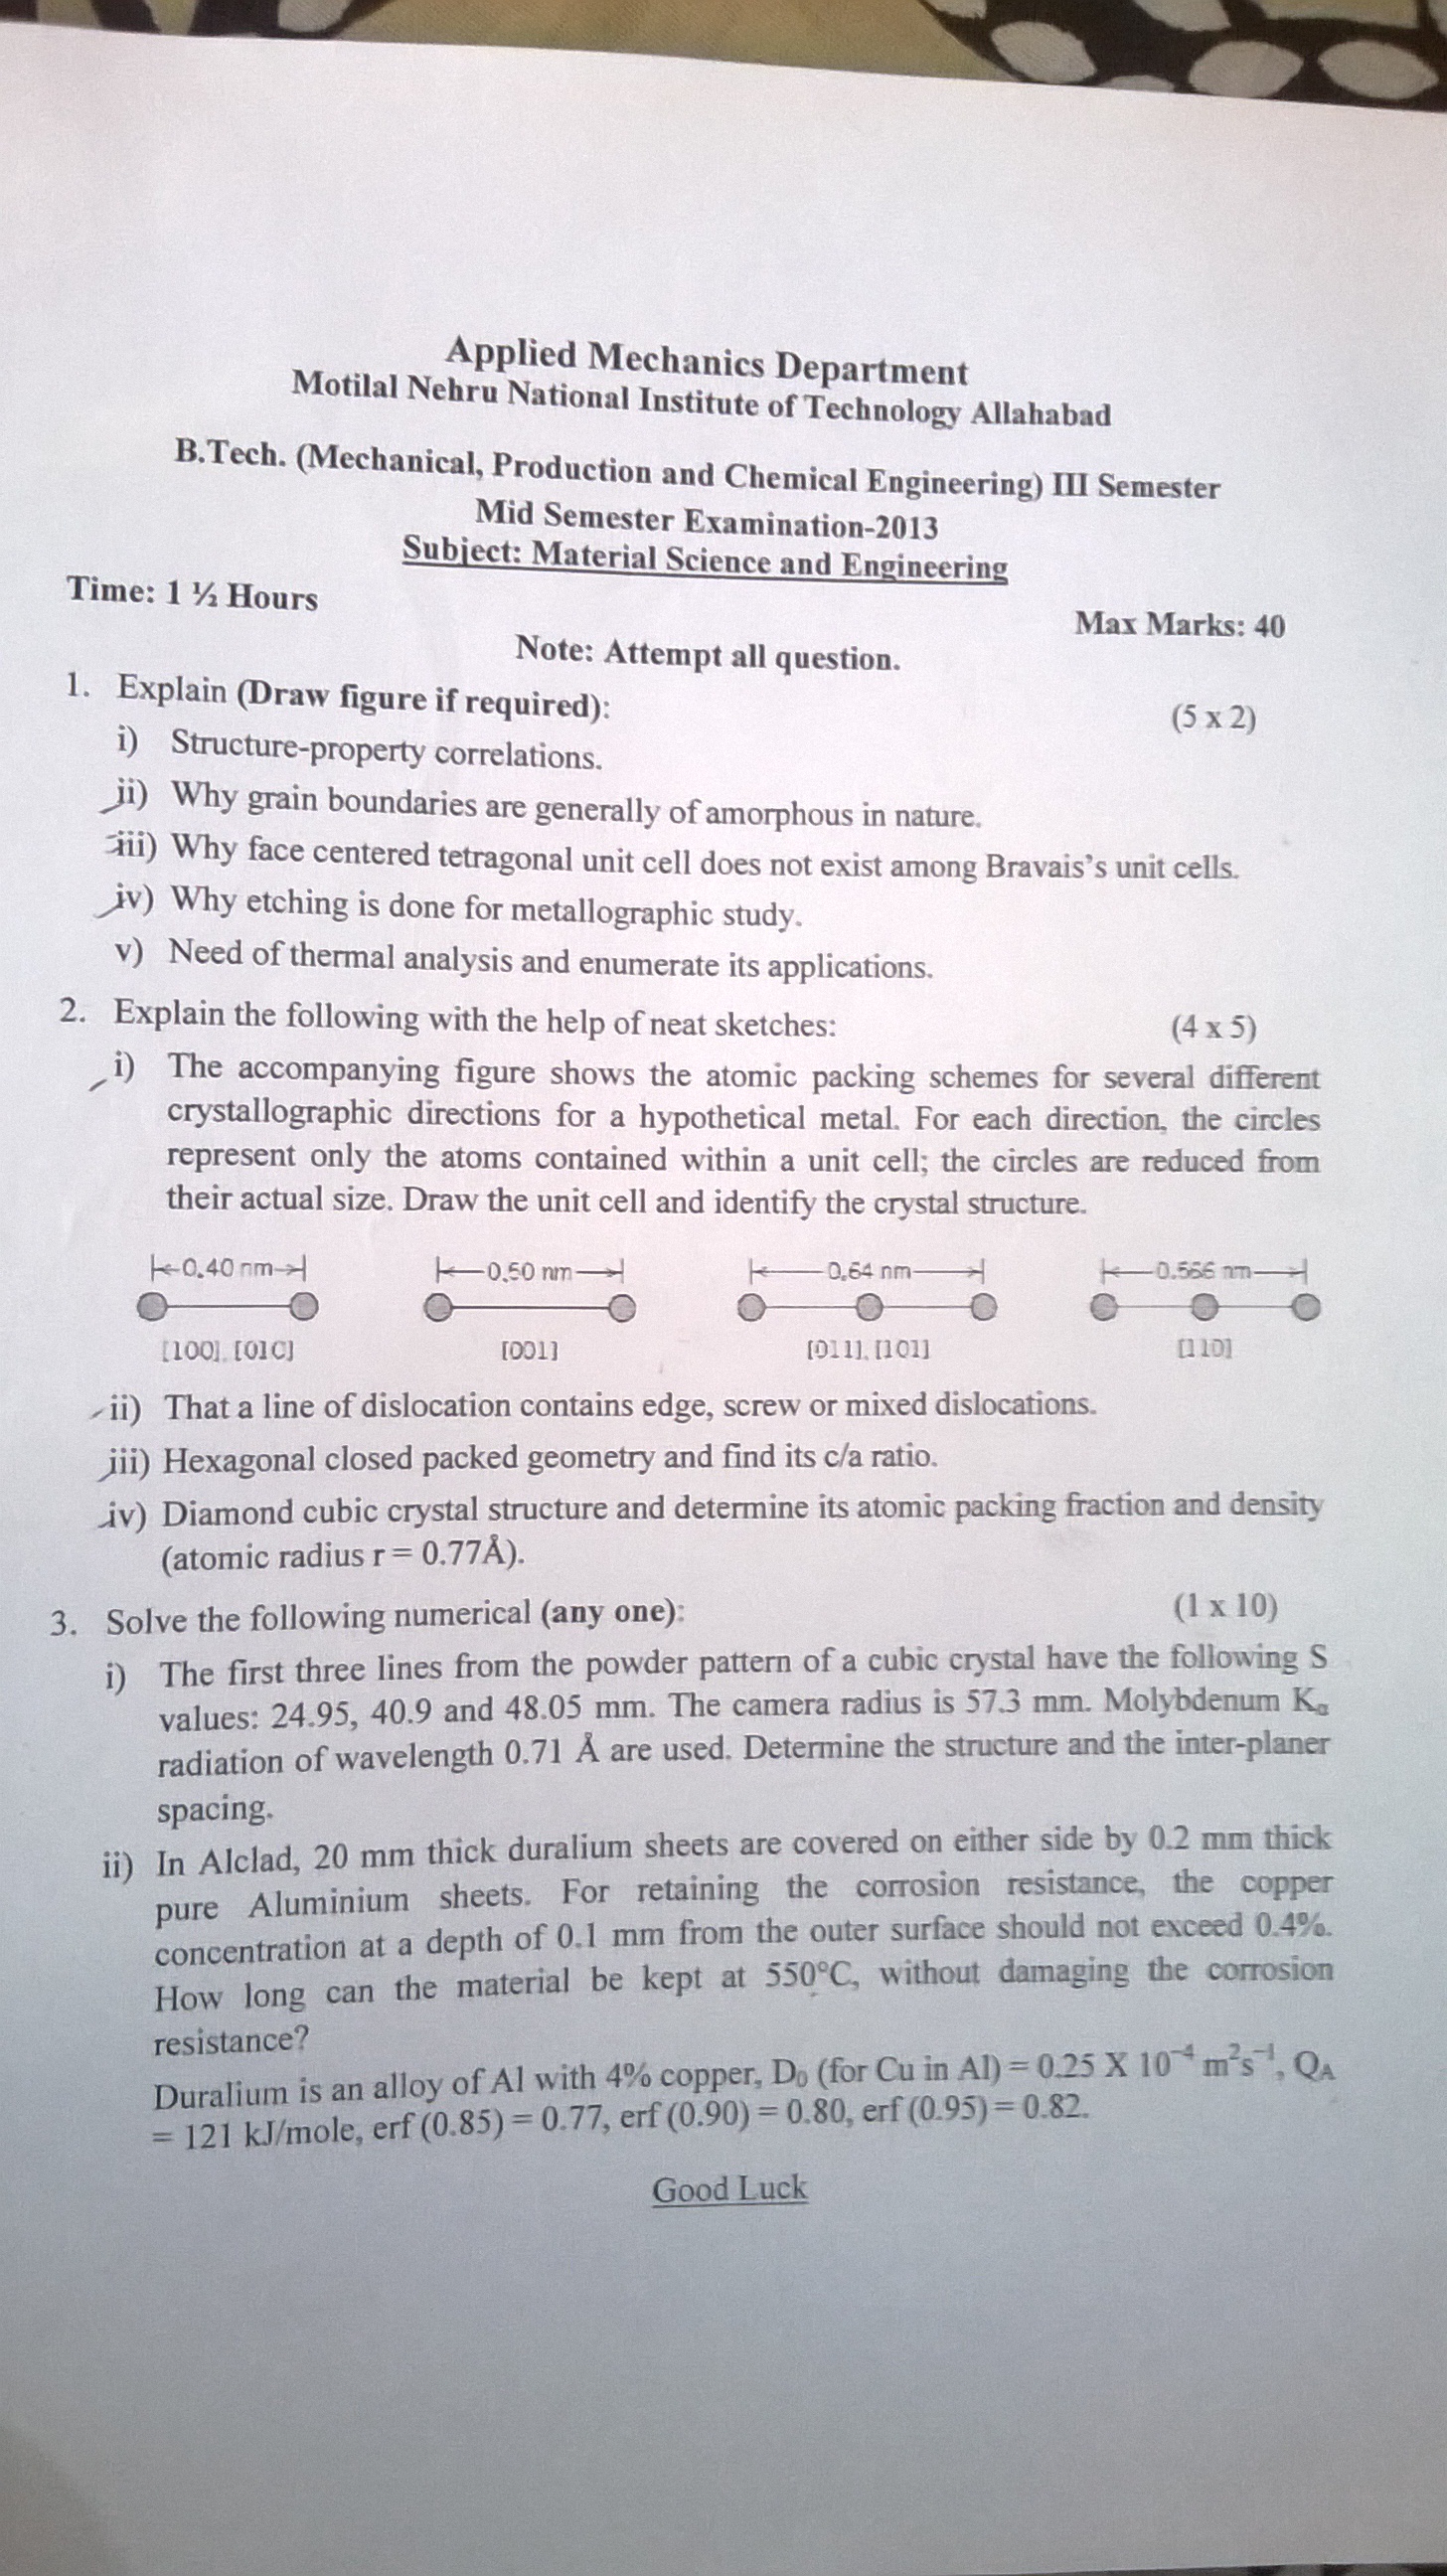 Applied Mechanics Department
Motilal Nehru National Institute of Technology Allahabad
B.Tech. (Mechanical, Production and Chemical Engineering) III Semester
Mid Semester Examination-2013
Subject: Material Science and Engineering
Time: 1 ½ Hours
Max Marks: 40
Note: Attempt all question.
1. Explain (Draw figure if required): (5 x 2)
i) Structure-property correlations.
ii) Why grain boundaries are generally of amorphous in nature.
iii) Why face centered tetragonal unit cell does not exist among Bravais's unit cells.
iv) Why etching is done for metallographic study.
v) Need of thermal analysis and enumerate its applications.
2. Explain the following with the help of neat sketches: (4 x 5)
i) The accompanying figure shows the atomic packing schemes for several different
crystallographic directions for a hypothetical metal. For each direction, the circles
represent only the atoms contained within a unit cell; the circles are reduced from
their actual size. Draw the unit cell and identify the crystal structure.
0.40 nm 0.50 nm 0.64 nm 0.566 nm
[100], [010] [001] [011], [101] [110]
ii) That a line of dislocation contains edge, screw or mixed dislocations.
iii) Hexagonal closed packed geometry and find its c/a ratio.
iv) Diamond cubic crystal structure and determine its atomic packing fraction and density
(atomic radius r = 0.77Å).
3. Solve the following numerical (any one): (1 x 10)
i) The first three lines from the powder pattern of a cubic crystal have the following S
values: 24.95, 40.9 and 48.05 mm. The camera radius is 57.3 mm. Molybdenum Kα
radiation of wavelength 0.71 Å are used. Determine the structure and the inter-planer
spacing.
ii) In Alclad, 20 mm thick duralium sheets are covered on either side by 0.2 mm thick
pure Aluminium sheets. For retaining the corrosion resistance, the copper
concentration at a depth of 0.1 mm from the outer surface should not exceed 0.4%.
How long can the material be kept at 550°C, without damaging the corrosion
resistance?
Duralium is an alloy of Al with 4% copper, D₀ (for Cu in Al) = 0.25 X 10⁻⁴ m²s⁻¹, QA
= 121 kJ/mole, erf (0.85) = 0.77, erf (0.90) = 0.80, erf (0.95) = 0.82.
Good Luck